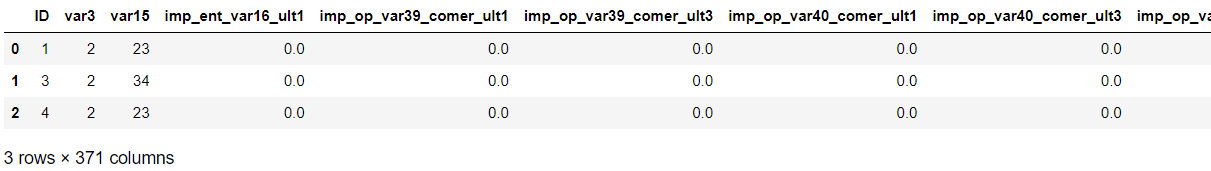 ID var3 var15 imp_ent_var16_ult1 imp_op_var39_comer_ult1 imp_op_var39_comer_ult3 imp_op_var40_comer_ult1 imp_op_var40_comer_ult3 imp_op_va
0 1 2 23 0.0 0.0 0.0 0.0 0.0
1 3 2 34 0.0 0.0 0.0 0.0 0.0
2 4 2 23 0.0 0.0 0.0 0.0 0.0
3 rows × 371 columns